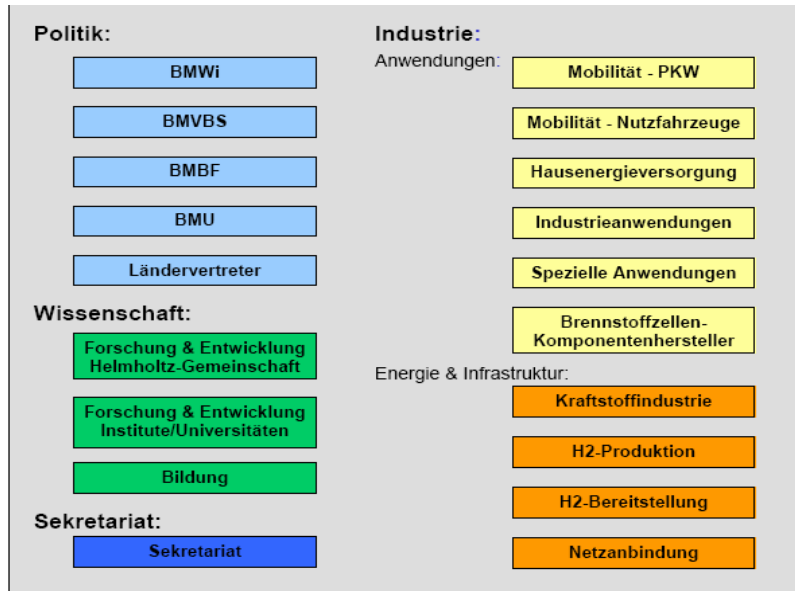 Politik:
BMWi
BMVBS
BMBF
BMU
Ländervertreter
Wissenschaft:
Forschung & Entwicklung
Helmholtz-Gemeinschaft
Forschung & Entwicklung
Institute/Universitäten
Bildung
Sekretariat:
Sekretariat
Industrie:
Anwendungen:
Mobilität - PKW
Mobilität - Nutzfahrzeuge
Hausenergieversorgung
Industrieanwendungen
Spezielle Anwendungen
Brennstoffzellen-
Komponentenhersteller
Energie & Infrastruktur:
Kraftstoffindustrie
H2-Produktion
H2-Bereitstellung
Netzanbindung